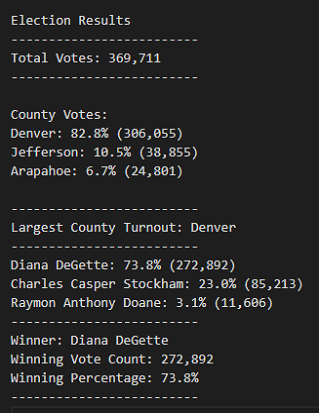 Election Results
-------------------------
Total Votes: 369,711
-------------------------
County Votes:
Denver: 82.8% (306,055)
Jefferson: 10.5% (38,855)
Arapahoe: 6.7% (24,801)
-------------------------
Largest County Turnout: Denver
-------------------------
Diana DeGette: 73.8% (272,892)
Charles Casper Stockham: 23.0% (85,213)
Raymon Anthony Doane: 3.1% (11,606)
-------------------------
Winner: Diana DeGette
Winning Vote Count: 272,892
Winning Percentage: 73.8%
-------------------------